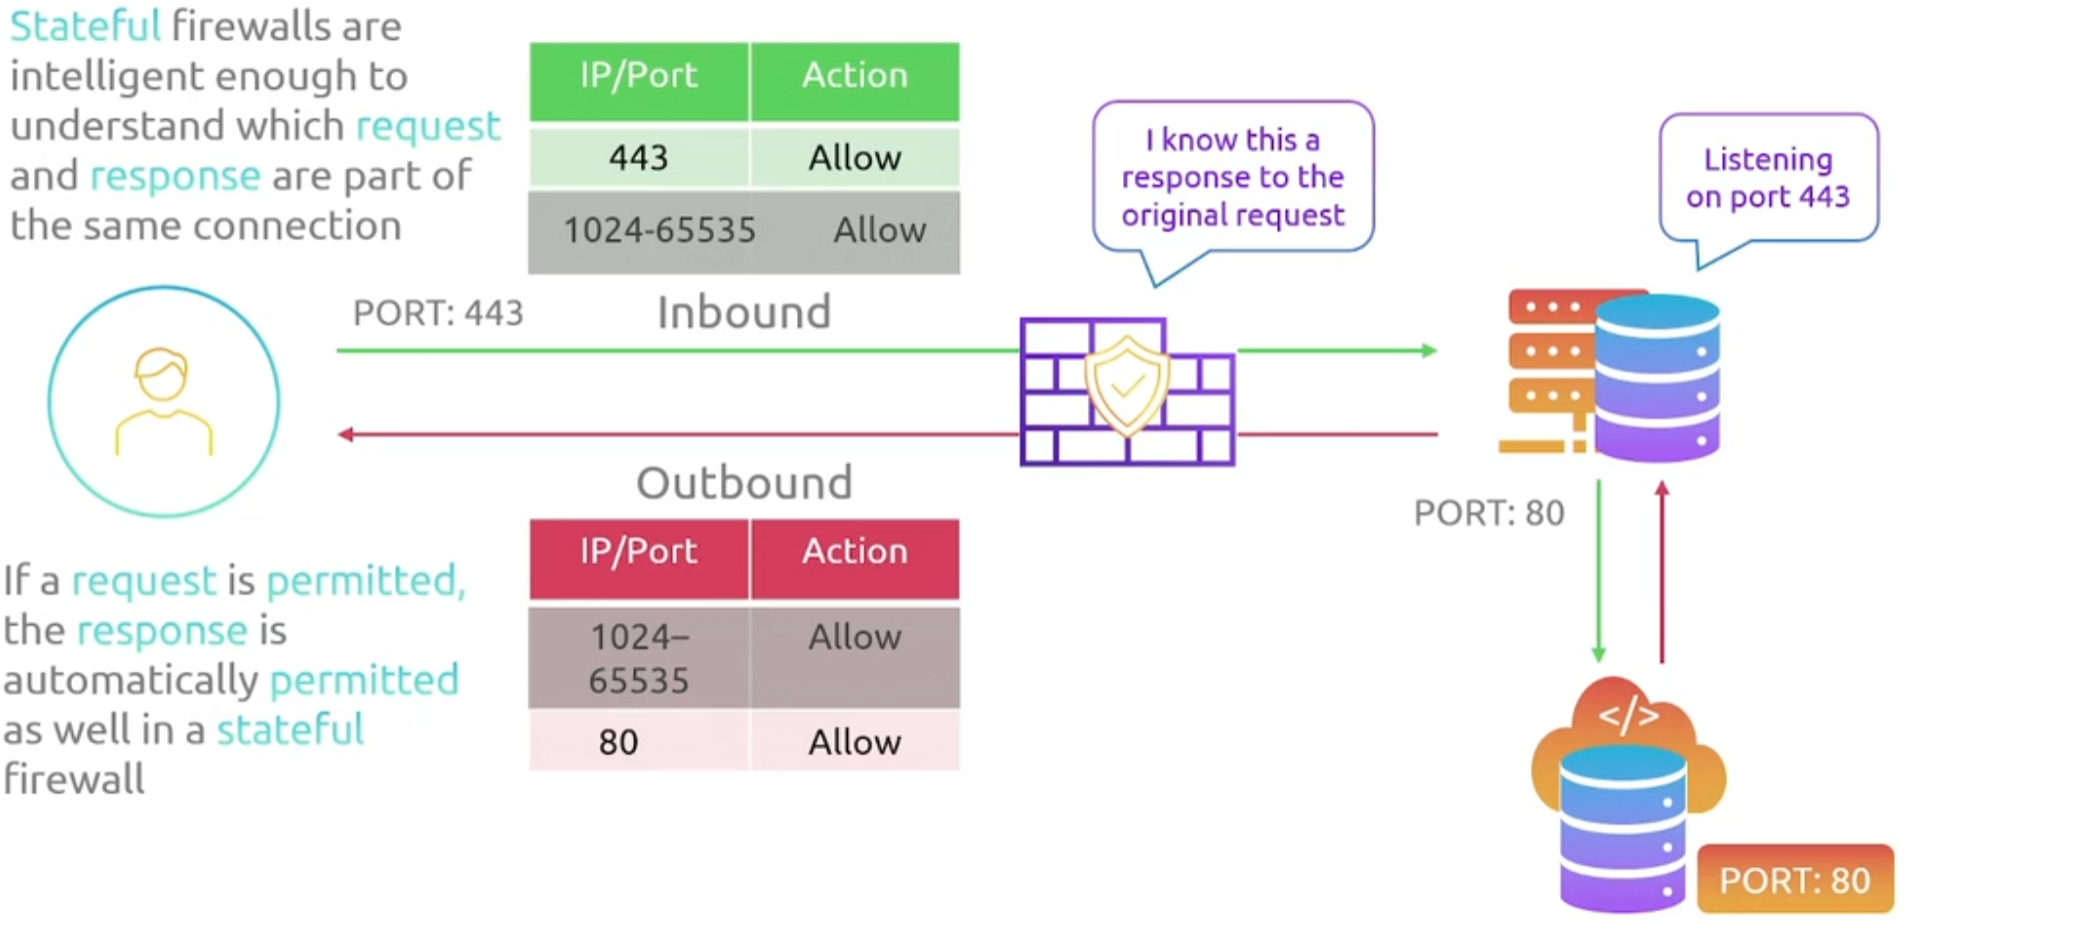 Stateful firewalls are
intelligent enough to
understand which request
and response are part of
the same connection
IP/Port Action
443 Allow
1024-65535 Allow
I know this a
response to the
original request
Listening
on port 443
PORT: 443
Inbound
Outbound
PORT: 80
If a request is permitted,
the response is
automatically permitted
as well in a stateful
firewall
IP/Port Action
1024– Allow
65535
80 Allow
</>
PORT: 80